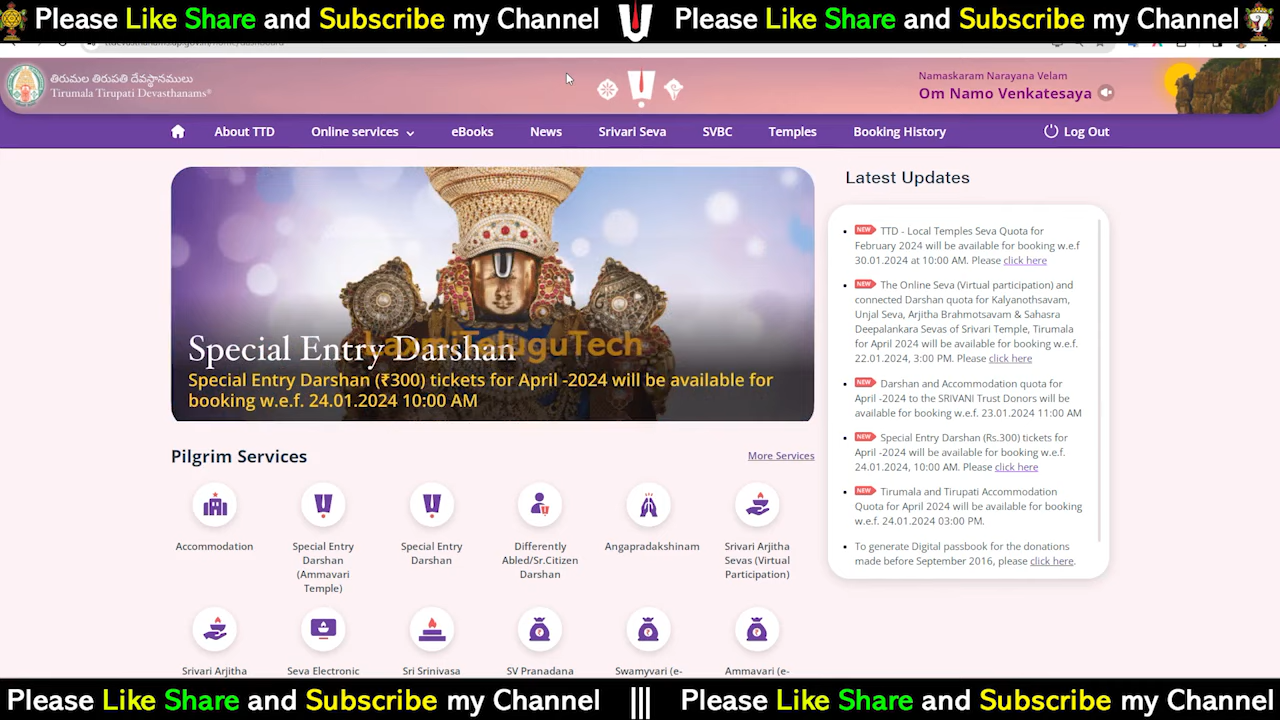 Please Like Share and Subscribe my Channel
Please Like Share and Subscribe my Channel
తిరుమల తిరుపతి దేవస్థానములు
Tirumala Tirupati Devasthanams
Namaskaram Narayana Velam
Om Namo Venkatesaya
About TTD
Online services
eBooks
News
Srivari Seva
SVBC
Temples
Booking History
Log Out
LaxmiTeluguTech
Special Entry Darshan
Special Entry Darshan (₹300) tickets for April -2024 will be available for
booking w.e.f. 24.01.2024 10:00 AM
Latest Updates
NEW TTD - Local Temples Seva Quota for
February 2024 will be available for booking w.e.f
30.01.2024 at 10:00 AM. Please click here
NEW The Online Seva (Virtual participation) and
connected Darshan quota for Kalyanothsavam,
Unjal Seva, Arjitha Brahmotsavam & Sahasra
Deepalankara Sevas of Srivari Temple, Tirumala
for April 2024 will be available for booking w.e.f.
22.01.2024, 3:00 PM. Please click here
NEW Darshan and Accommodation quota for
April -2024 to the SRIVANI Trust Donors will be
available for booking w.e.f. 23.01.2024 11:00 AM
NEW Special Entry Darshan (Rs.300) tickets for
April -2024 will be available for booking w.e.f.
24.01.2024, 10:00 AM. Please click here
NEW Tirumala and Tirupati Accommodation
Quota for April 2024 will be available for booking
w.e.f. 24.01.2024 03:00 PM.
To generate Digital passbook for the donations
made before September 2016, please click here.
Pilgrim Services
More Services
Accommodation
Special Entry
Darshan
(Ammavari
Temple)
Special Entry
Darshan
Differently
Abled/Sr.Citizen
Darshan
Angapradakshinam
Srivari Arjitha
Sevas (Virtual
Participation)
Srivari Arjitha
Seva Electronic
Sri Srinivasa
SV Pranadana
Swamyvari (e-
Ammavari (e-
Please Like Share and Subscribe my Channel
|||
Please Like Share and Subscribe my Channel